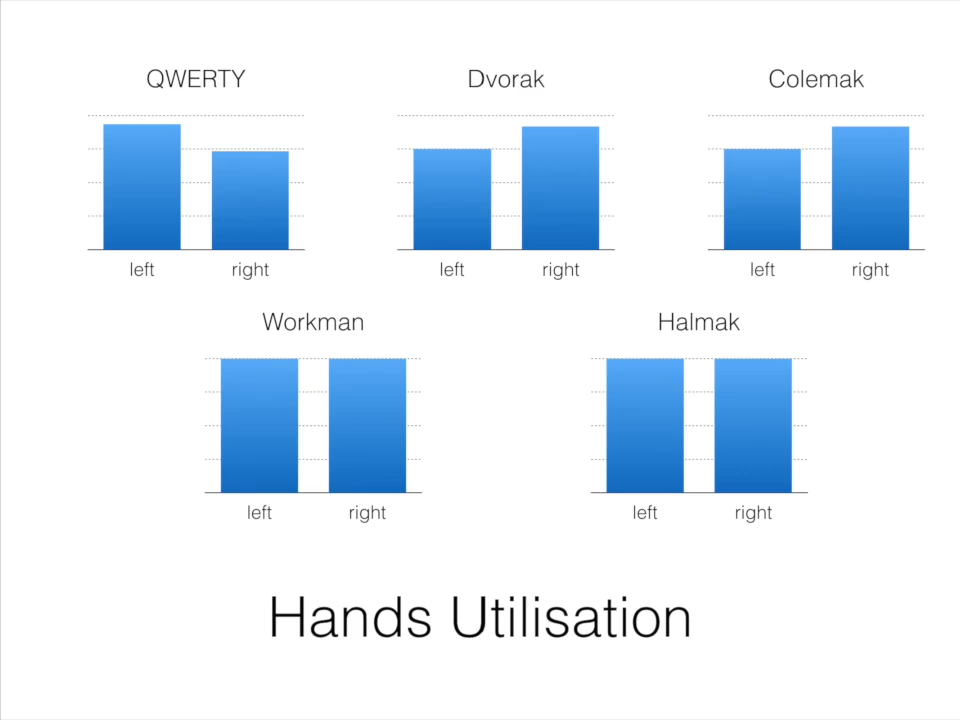 QWERTY
Dvorak
Colemak
left
right
left
right
left
right
Workman
Halmak
left
right
left
right
Hands Utilisation